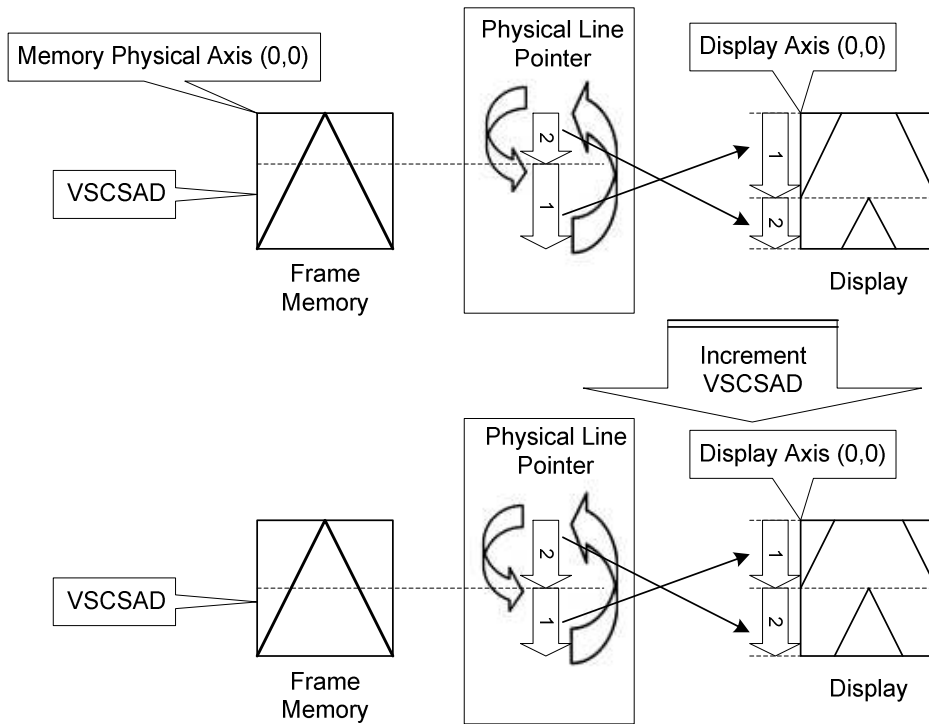 Physical Line
Pointer
Memory Physical Axis (0,0)
Display Axis (0,0)
2
1
1
2
VSCSAD
Frame
Memory
Display
Increment
VSCSAD
Physical Line
Pointer
Display Axis (0,0)
2
1
1
2
VSCSAD
Frame
Memory
Display